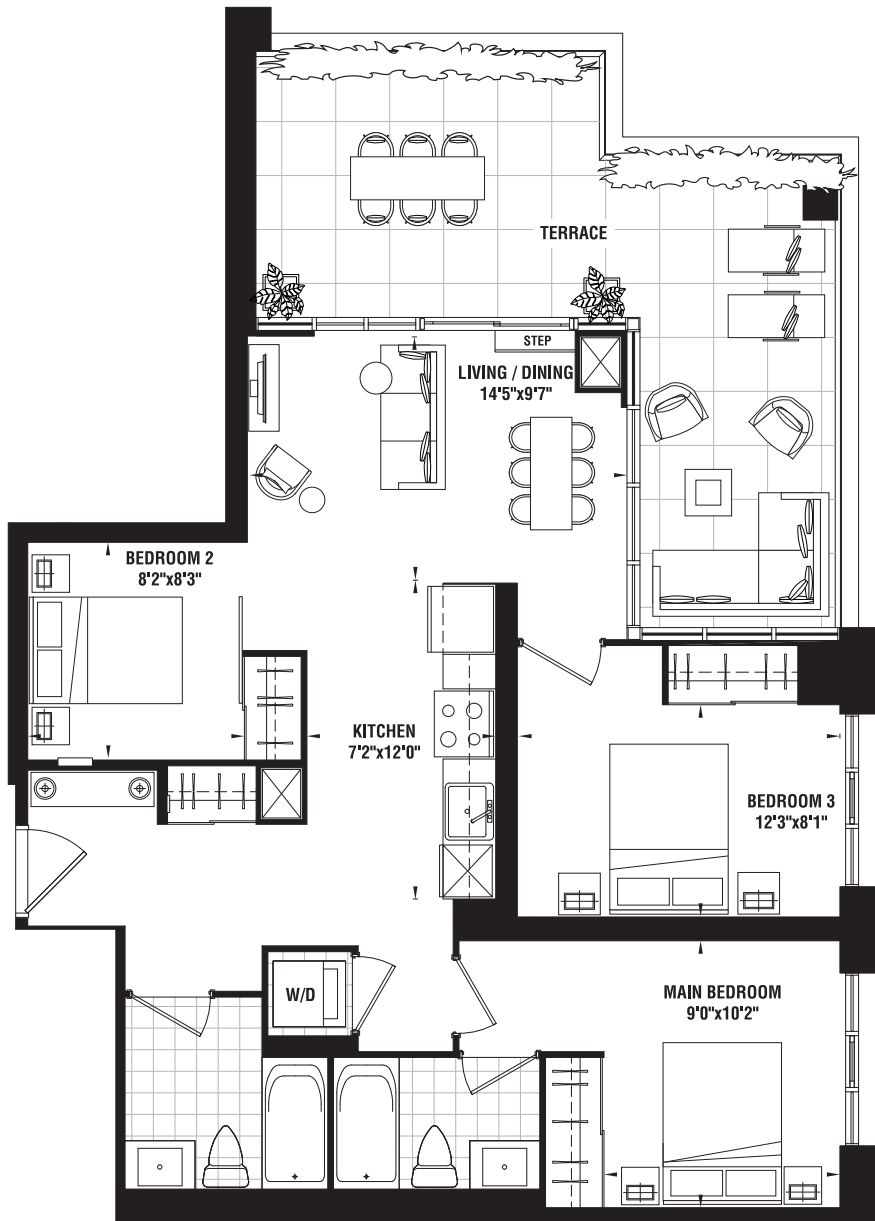 TERRACE
STEP
LIVING / DINING
14'5"x9'7"
BEDROOM 2
8'2"x8'3"
KITCHEN
7'2"x12'0"
BEDROOM 3
12'3"x8'1"
W/D
MAIN BEDROOM
9'0"x10'2"